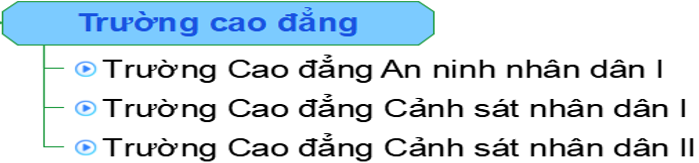 Trường cao đẳng
Trường Cao đẳng An ninh nhân dân I
Trường Cao đẳng Cảnh sát nhân dân I
Trường Cao đẳng Cảnh sát nhân dân II